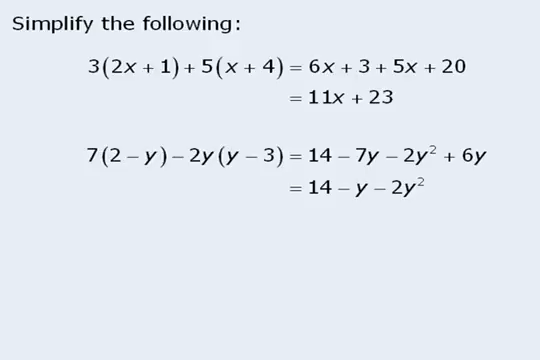 Simplify the following:
3(2x + 1) + 5(x + 4) = 6x + 3 + 5x + 20
= 11x + 23
7(2 − y) − 2y(y − 3) = 14 − 7y − 2y² + 6y
= 14 − y − 2y²